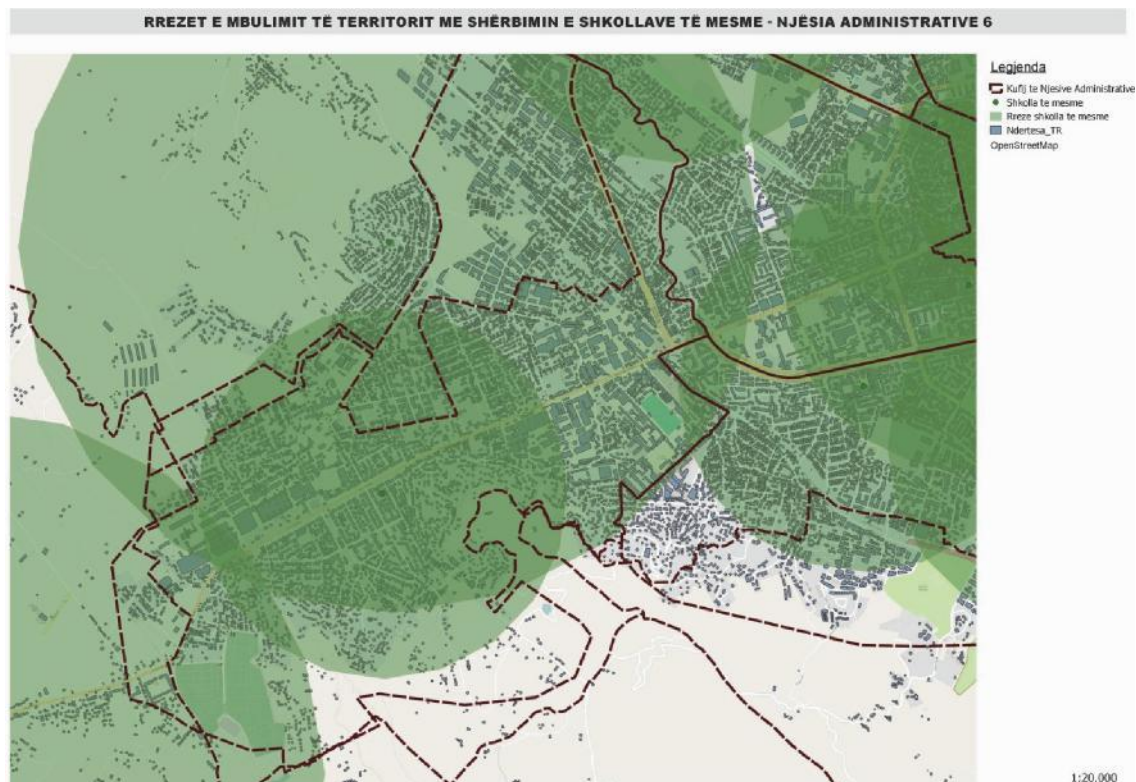 RREZET E MBULIMIT TË TERRITORIT ME SHËRBIMIN E SHKOLLAVE TË MESME - NJËSIA ADMINISTRATIVE 6
Legjenda
Kufij te Njesive Administrative
Shkolla te mesme
Rreze shkolla te mesme
Ndertesa_TR
OpenStreetMap
1:20.000